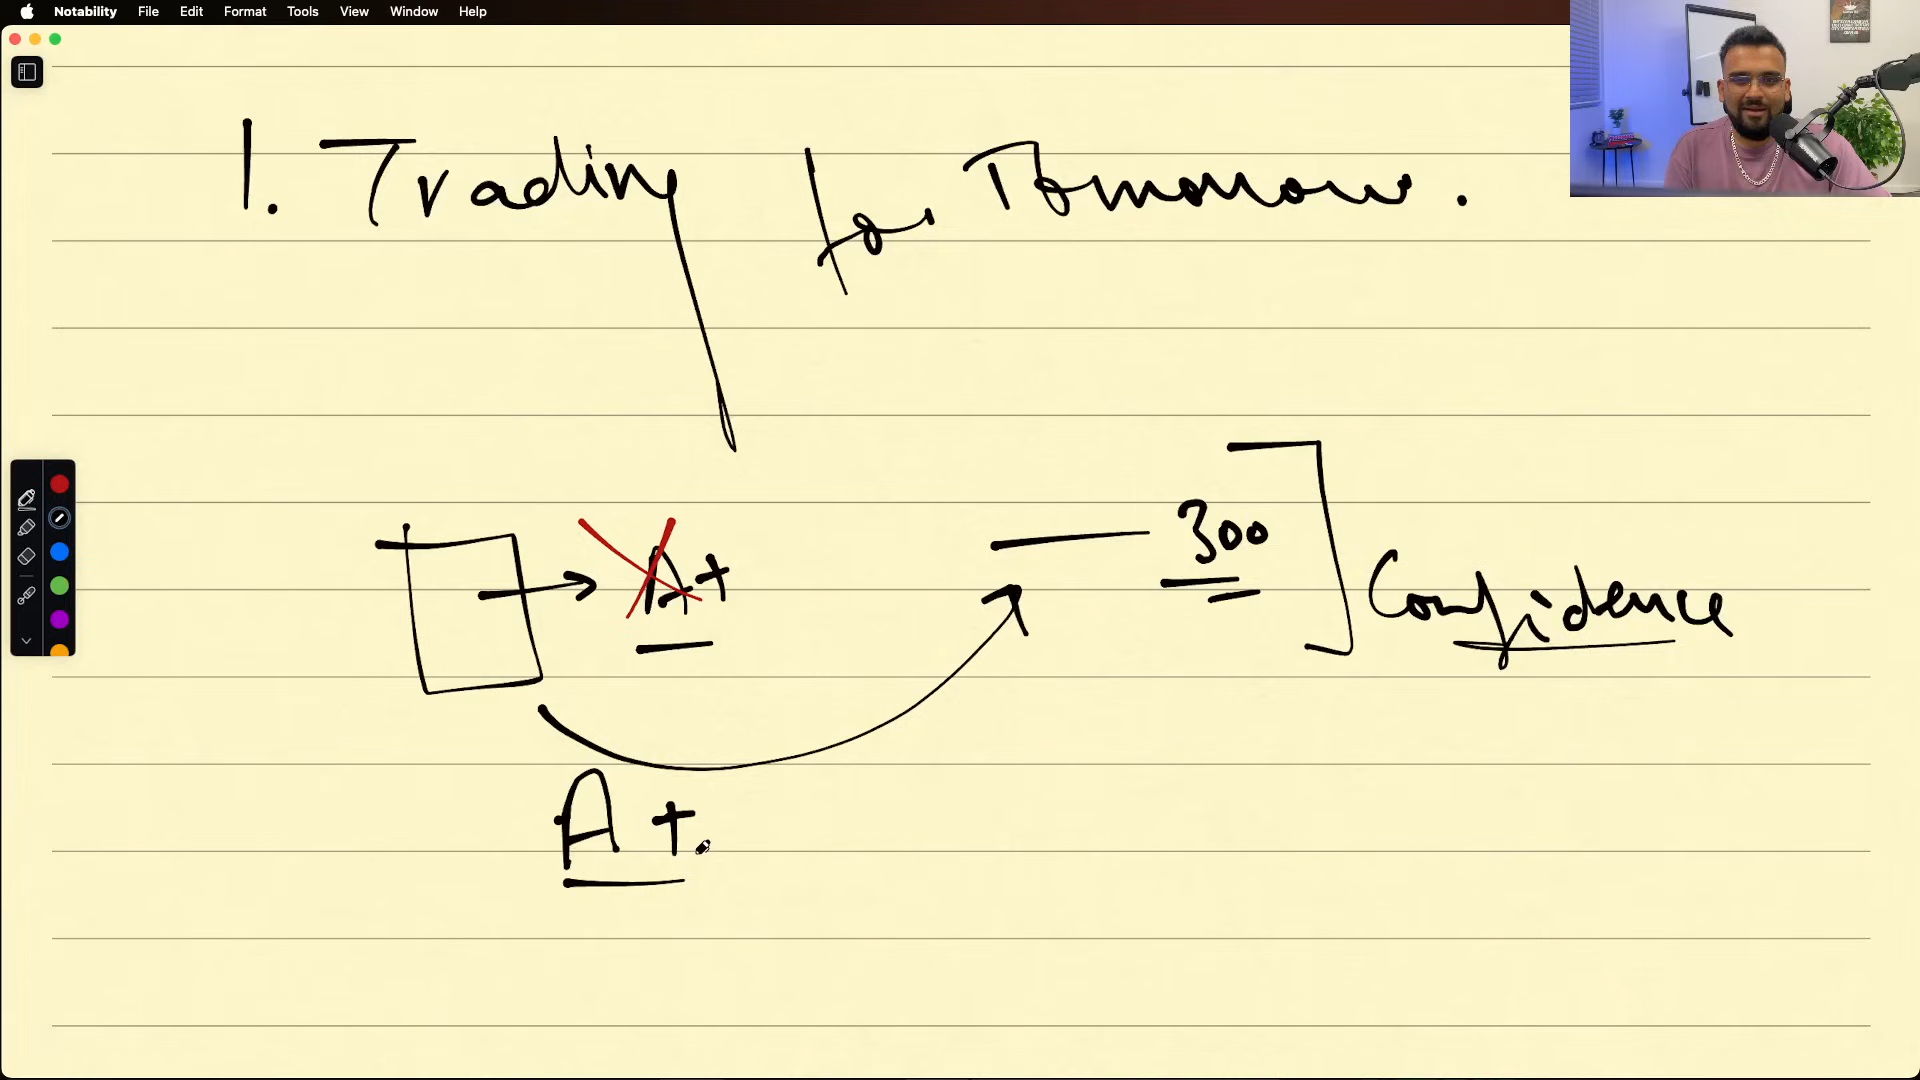 Notability File Edit Format Tools View Window Help
1. Trading for Tomorrow.
A+
300
Confidence
A+.